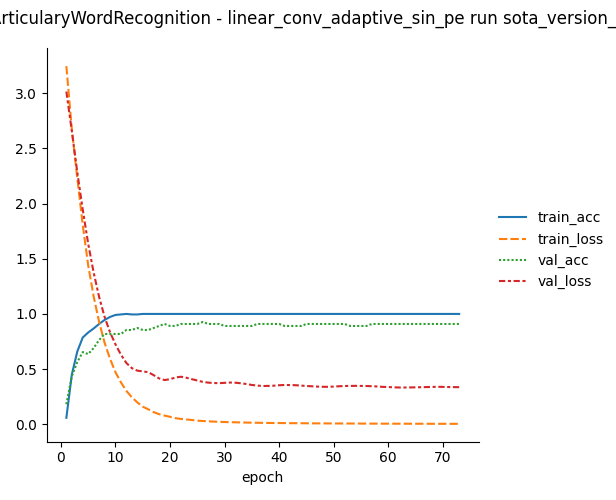 rticularyWordRecognition - linear_conv_adaptive_sin_pe run sota_version_
3.0
2.5
2.0
1.5
1.0
0.5
0.0
0 10 20 30 40 50 60 70
epoch
train_acc
train_loss
val_acc
val_loss